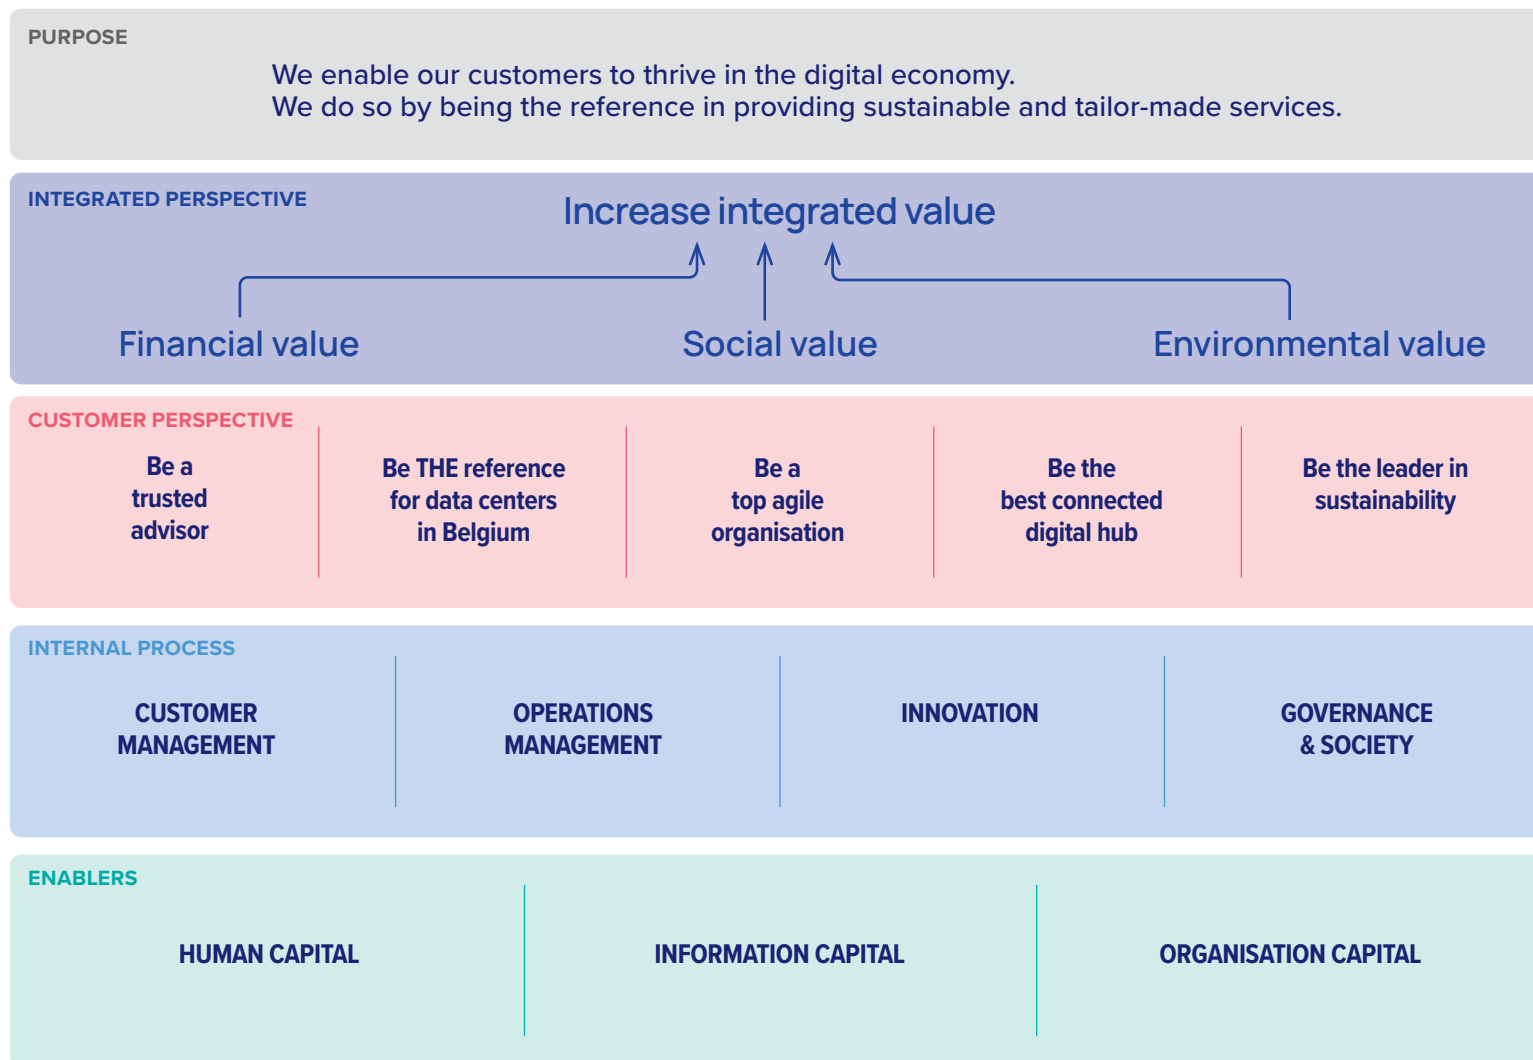 PURPOSE
We enable our customers to thrive in the digital economy.
We do so by being the reference in providing sustainable and tailor-made services.
INTEGRATED PERSPECTIVE
Increase integrated value
Financial value
Social value
Environmental value
CUSTOMER PERSPECTIVE
Be a
trusted
advisor
Be THE reference
for data centers
in Belgium
Be a
top agile
organisation
Be the
best connected
digital hub
Be the leader in
sustainability
INTERNAL PROCESS
CUSTOMER
MANAGEMENT
OPERATIONS
MANAGEMENT
INNOVATION
GOVERNANCE
& SOCIETY
ENABLERS
HUMAN CAPITAL
INFORMATION CAPITAL
ORGANISATION CAPITAL